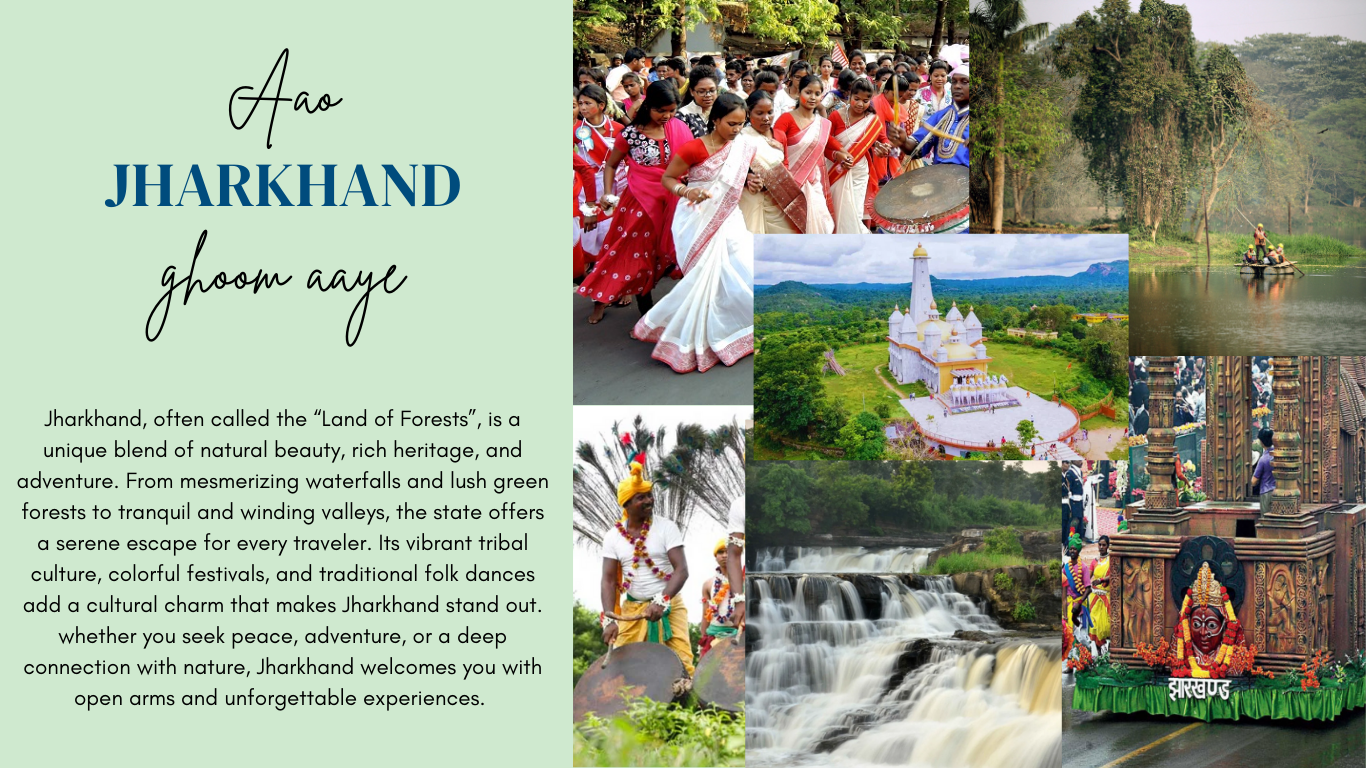 Aao
JHARKHAND
ghoom aaye
Jharkhand, often called the “Land of Forests”, is a
unique blend of natural beauty, rich heritage, and
adventure. From mesmerizing waterfalls and lush green
forests to tranquil and winding valleys, the state offers
a serene escape for every traveler. Its vibrant tribal
culture, colorful festivals, and traditional folk dances
add a cultural charm that makes Jharkhand stand out.
whether you seek peace, adventure, or a deep
connection with nature, Jharkhand welcomes you with
open arms and unforgettable experiences.
झारखण्ड